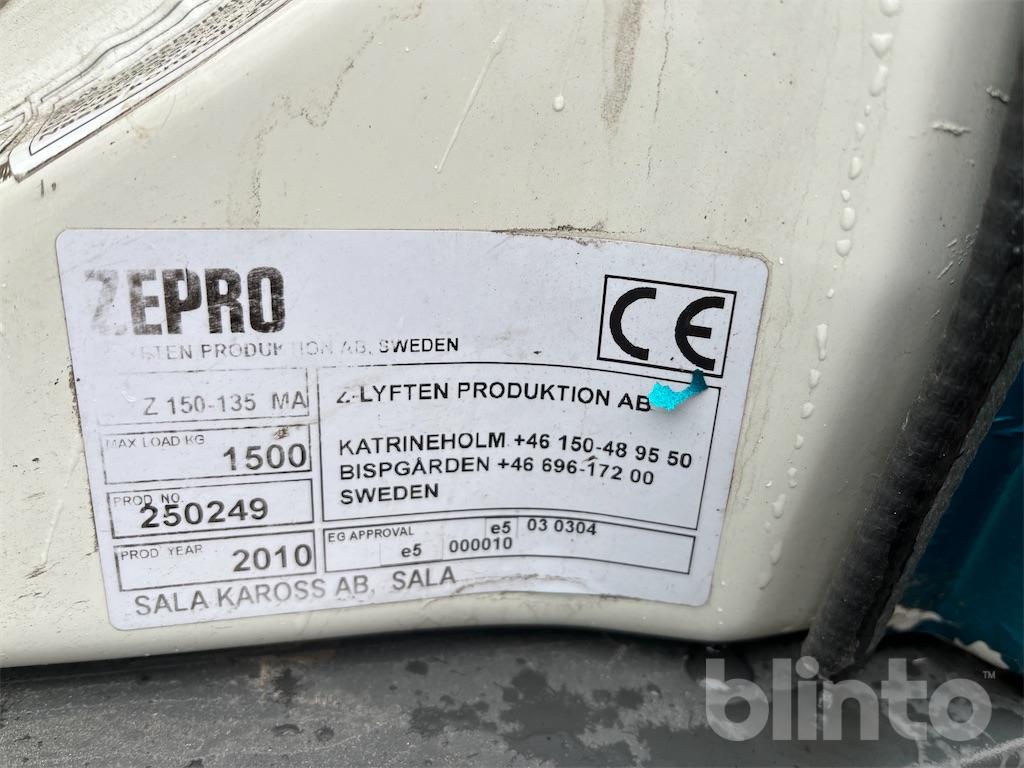 ZEPRO
PRODUKTION AB, SWEDEN
CE
Z 150-135 MA
MAX LOAD KG
1500
PROD NO.
250249
PROD YEAR
2010
Z-LYFTEN PRODUKTION AB
KATRINEHOLM +46 150-48 95 50
BISPGÅRDEN +46 696-172 00
SWEDEN
EG APPROVAL
e5 03 0304
e5 000010
SALA KAROSS AB, SALA
blinto™